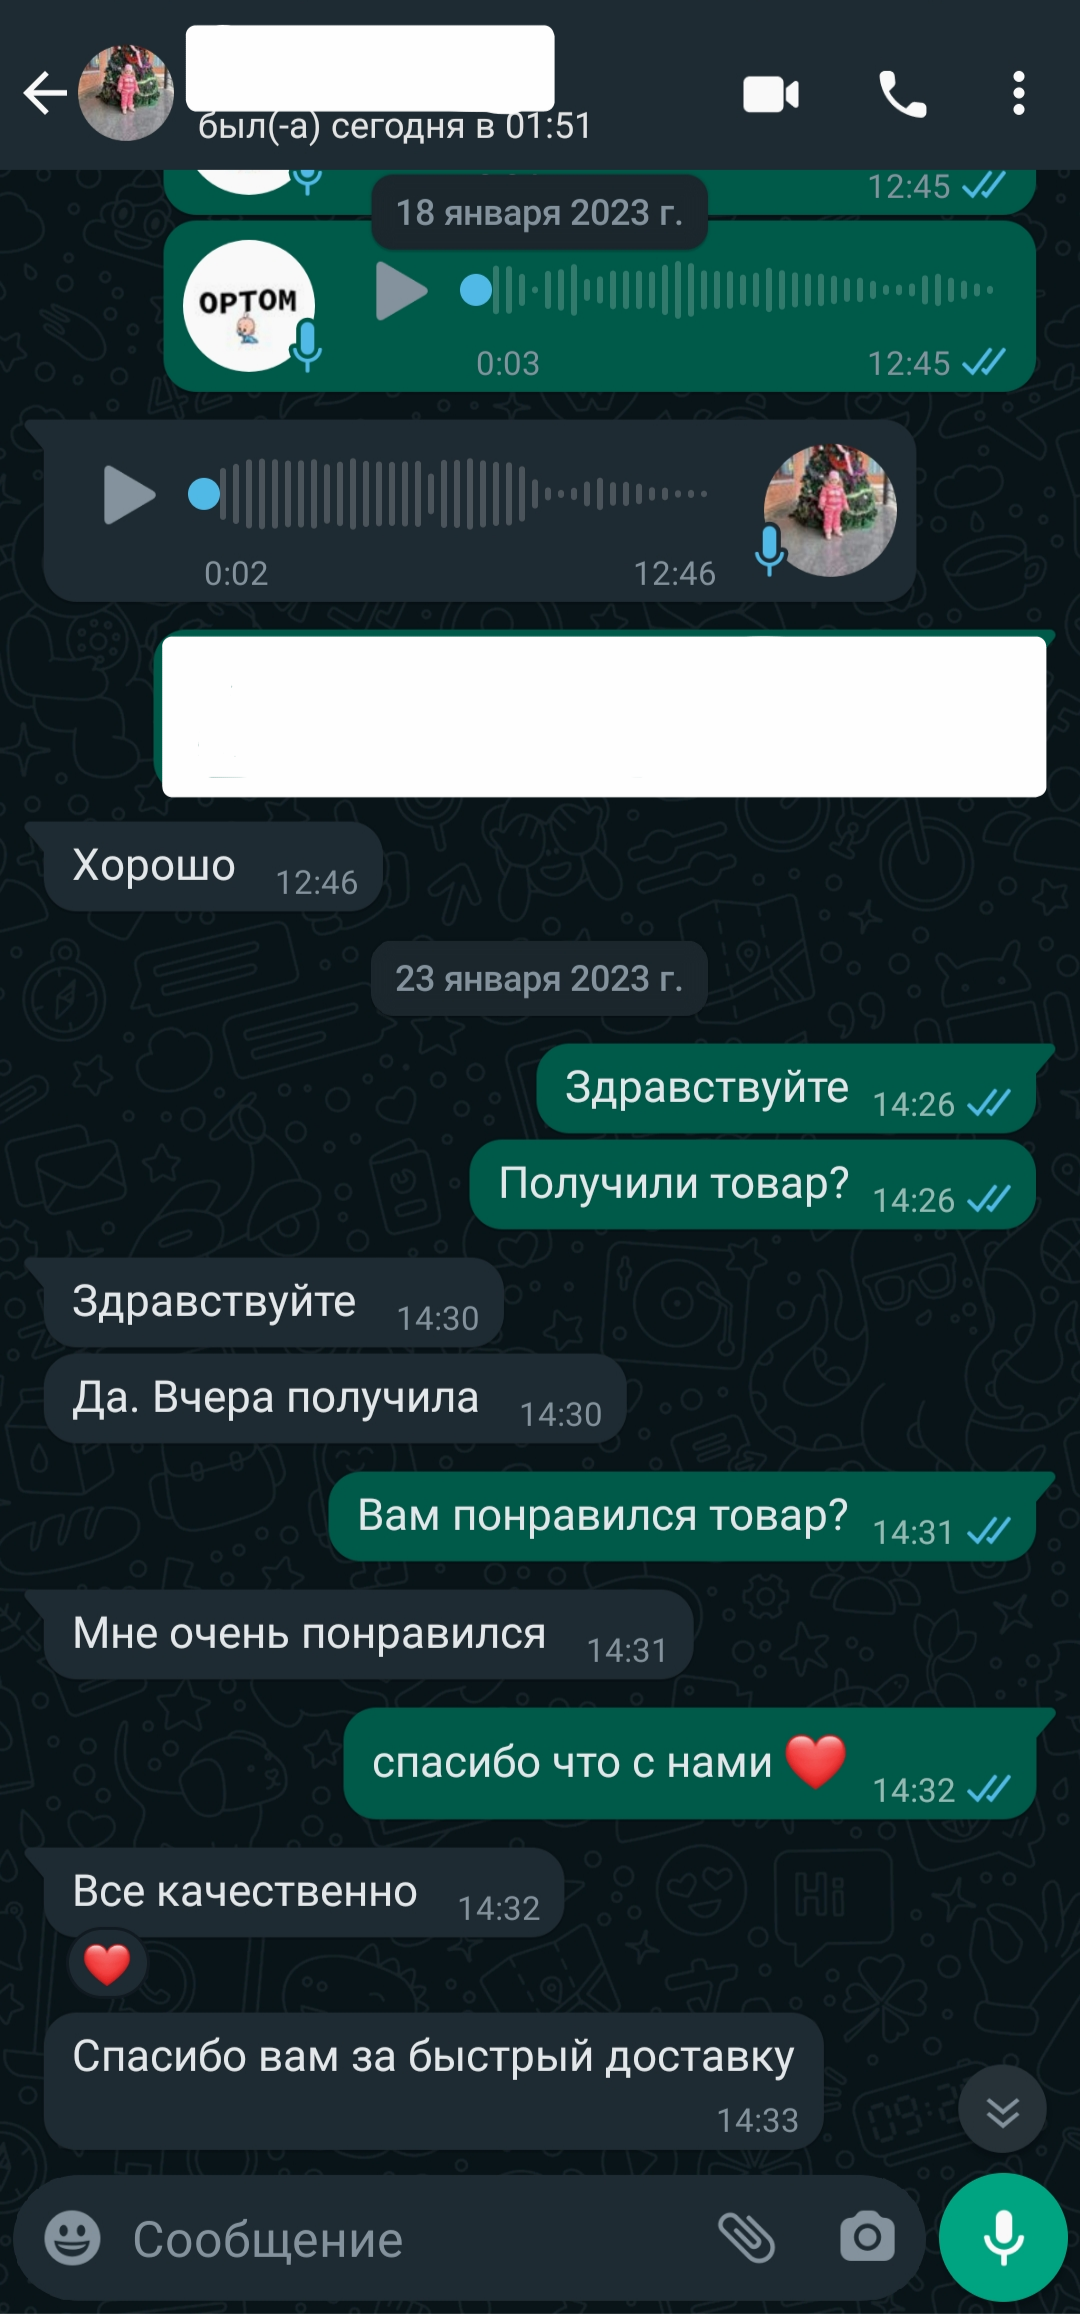 был(-а) сегодня в 01:51
12:45
18 января 2023 г.
ОРТОМ
0:03
12:45
0:02
12:46
Хорошо 12:46
23 января 2023 г.
Здравствуйте 14:26
Получили товар? 14:26
Здравствуйте 14:30
Да. Вчера получила 14:30
Вам понравился товар? 14:31
Мне очень понравился 14:31
спасибо что с нами ❤️ 14:32
Все качественно 14:32
❤️
Спасибо вам за быстрый доставку
14:33
Сообщение